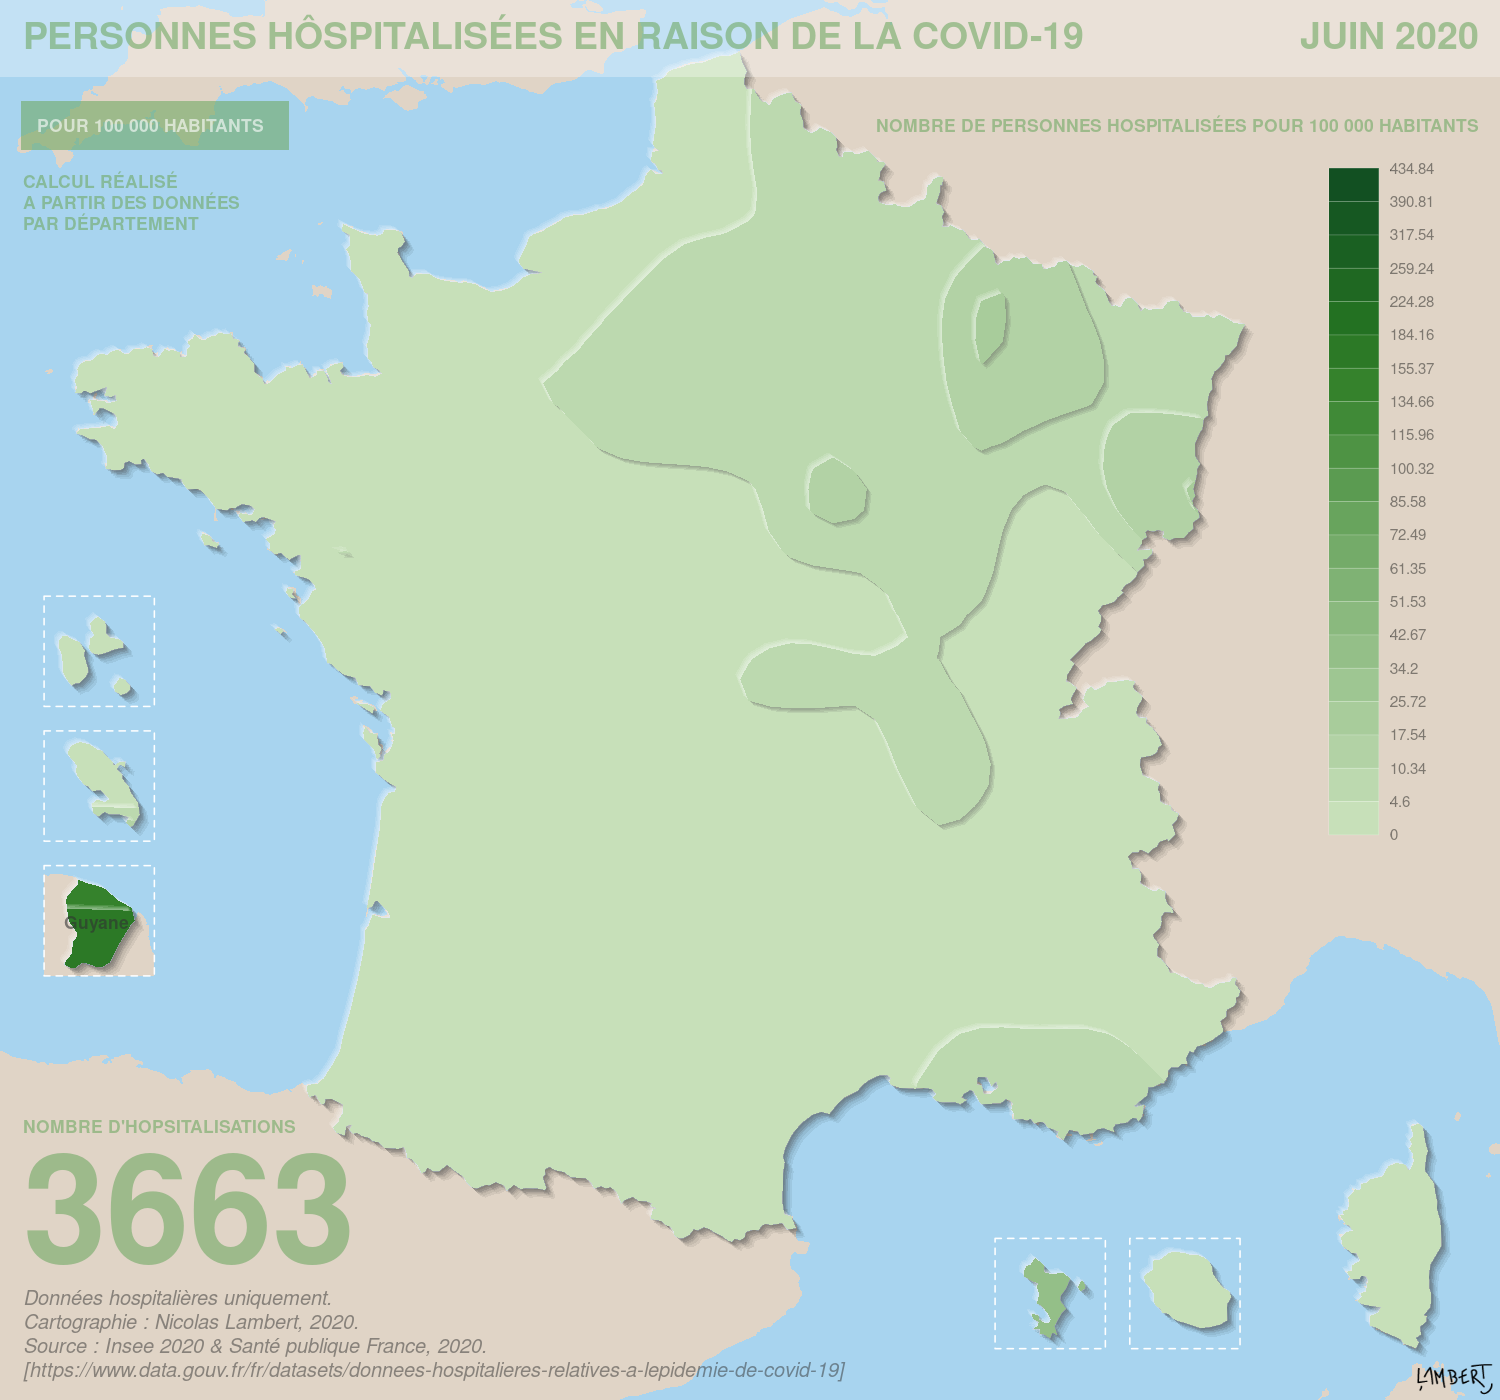 PERSONNES HÔSPITALISÉES EN RAISON DE LA COVID-19
JUIN 2020
POUR 100 000 HABITANTS
CALCUL RÉALISÉ
A PARTIR DES DONNÉES
PAR DÉPARTEMENT
NOMBRE DE PERSONNES HOSPITALISÉES POUR 100 000 HABITANTS
434.84
390.81
317.54
259.24
224.28
184.16
155.37
134.66
115.96
100.32
85.58
72.49
61.35
51.53
42.67
34.2
25.72
17.54
10.34
4.6
0
Guyane
NOMBRE D'HOPSITALISATIONS
3663
Données hospitalières uniquement.
Cartographie : Nicolas Lambert, 2020.
Source : Insee 2020 & Santé publique France, 2020.
[https://www.data.gouv.fr/fr/datasets/donnees-hospitalieres-relatives-a-lepidemie-de-covid-19]
LAMBERT